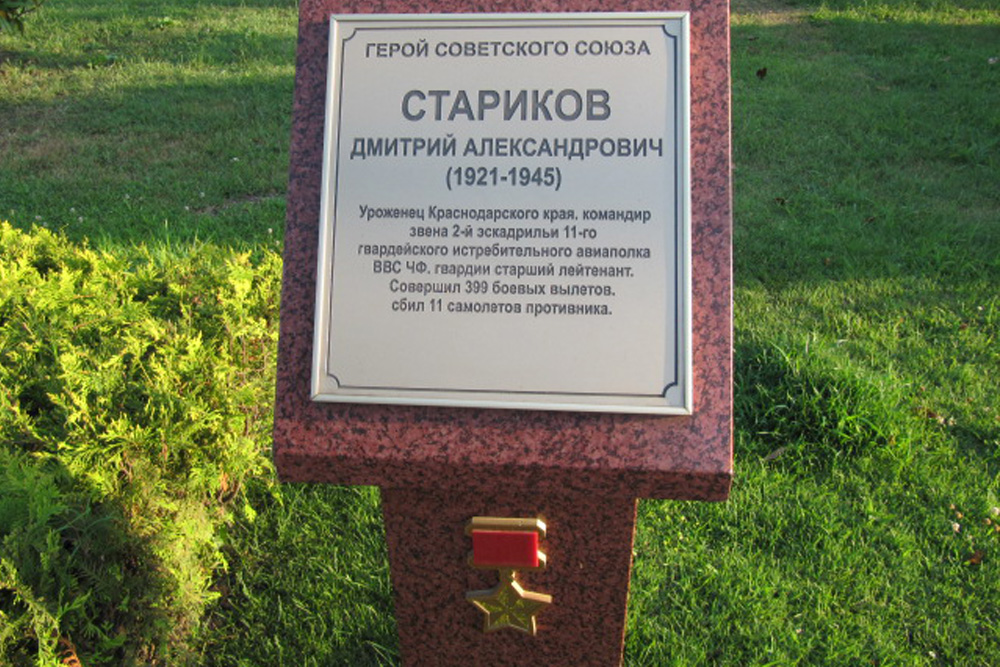 ГЕРОЙ СОВЕТСКОГО СОЮЗА
СТАРИКОВ
ДМИТРИЙ АЛЕКСАНДРОВИЧ
(1921-1945)
Уроженец Краснодарского края, командир
звена 2-й эскадрильи 11-го
гвардейского истребительного авиаполка
ВВС ЧФ, гвардии старший лейтенант.
Совершил 399 боевых вылетов,
сбил 11 самолетов противника.